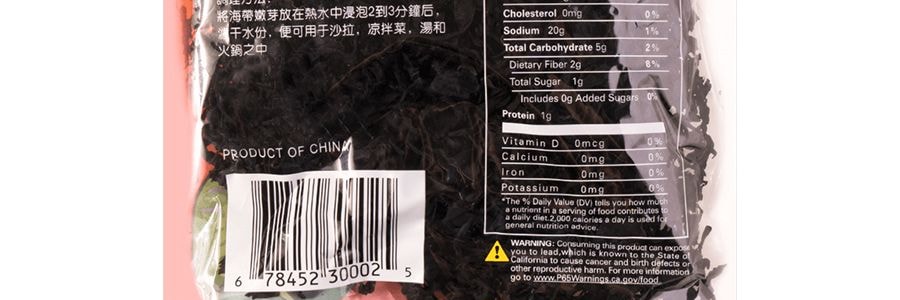 將海帶嫩芽放在熱水中浸泡2到3分鐘后，
干水份，便可用于沙拉，凉拌菜，湯和
火鍋之中
PRODUCT OF CHINA
6 78452 30002 5
Cholesterol 0mg 0%
Sodium 20g 1%
Total Carbohydrate 5g 2%
Dietary Fiber 2g 8%
Total Sugar 1g
Includes 0g Added Sugars 0%
Protein 1g
Vitamin D 0mcg 0%
Calcium 0mg 0%
Iron 0mg 0%
Potassium 0mg 0%
*The % Daily Value (DV) tells you how much
a nutrient in a serving of food contributes to
a daily diet.2,000 calories a day is used for
general nutrition advice.
WARNING: Consuming this product can expose
you to lead,which is known to the State of
California to cause cancer and birth defects or
other reproductive harm. For more information
go to www.P65Warnings.ca.gov/food.